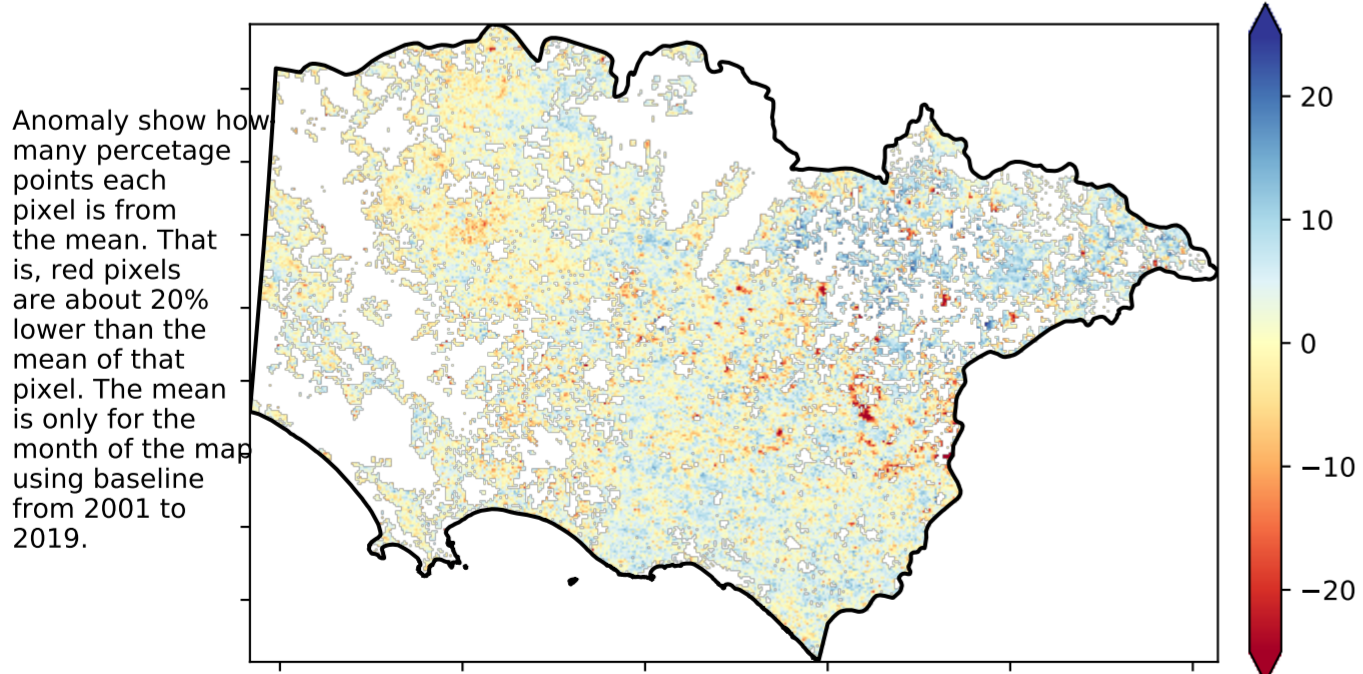 Anomaly show how
many percetage
points each
pixel is from
the mean. That
is, red pixels
are about 20%
lower than the
mean of that
pixel. The mean
is only for the
month of the map
using baseline
from 2001 to
2019.
20
10
0
−10
−20